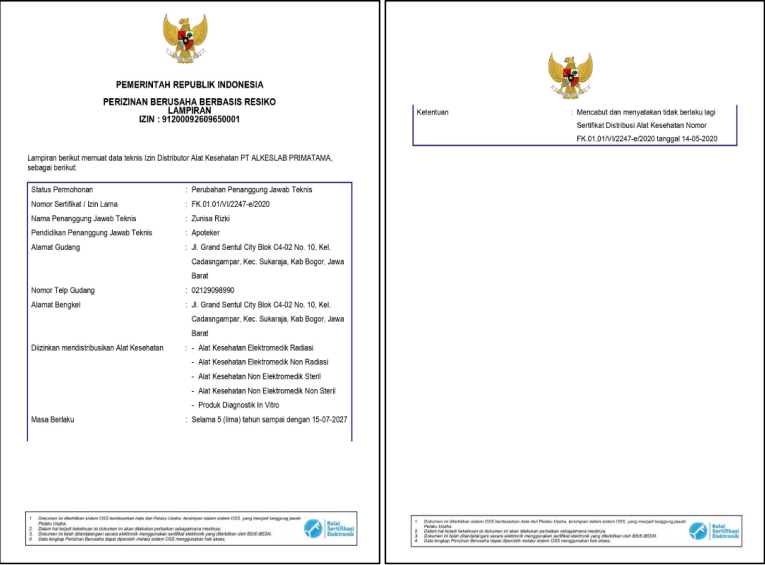 PEMERINTAH REPUBLIK INDONESIA
PERIZINAN BERUSAHA BERBASIS RESIKO
LAMPIRAN
IZIN : 91200092609650001
Lampiran berikut memuat data teknis Izin Distributor Alat Kesehatan PT ALKESLAB PRIMATAMA,
sebagai berikut:
Status Permohonan : Perubahan Penanggung Jawab Teknis
Nomor Sertifikat / Izin Lama : FK.01.01/VI/2247-e/2020
Nama Penanggung Jawab Teknis : Zunisa Rizki
Pendidikan Penanggung Jawab Teknis : Apoteker
Alamat Gudang : Jl. Grand Sentul City Blok C4-02 No. 10, Kel.
Cadasngampar, Kec. Sukaraja, Kab Bogor, Jawa
Barat
Nomor Telp Gudang : 02129098990
Alamat Bengkel : Jl. Grand Sentul City Blok C4-02 No. 10, Kel.
Cadasngampar, Kec. Sukaraja, Kab Bogor, Jawa
Barat
Diizinkan mendistribusikan Alat Kesehatan : - Alat Kesehatan Elektromedik Radiasi
- Alat Kesehatan Elektromedik Non Radiasi
- Alat Kesehatan Non Elektromedik Steril
- Alat Kesehatan Non Elektromedik Non Steril
- Produk Diagnostik In Vitro
Masa Berlaku : Selama 5 (lima) tahun sampai dengan 15-07-2027
1. Dokumen ini diterbitkan sistem OSS berdasarkan data dari Pelaku Usaha, tersimpan dalam sistem OSS, yang menjadi tanggung jawab
Pelaku Usaha.
2. Dalam hal terjadi kekeliruan isi dokumen ini akan dilakukan perbaikan sebagaimana mestinya.
3. Dokumen ini telah ditandatangani secara elektronik menggunakan sertifikat elektronik yang diterbitkan oleh BSrE-BSSN.
4. Data lengkap Perizinan Berusaha dapat diperoleh melalui sistem OSS menggunakan hak akses.
Balai
Sertifikasi
Elektronik
Ketentuan : Mencabut dan menyatakan tidak berlaku lagi
Sertifikat Distribusi Alat Kesehatan Nomor
FK.01.01/VI/2247-e/2020 tanggal 14-05-2020
1. Dokumen ini diterbitkan sistem OSS berdasarkan data dari Pelaku Usaha, tersimpan dalam sistem OSS, yang menjadi tanggung jawab
Pelaku Usaha.
2. Dalam hal terjadi kekeliruan isi dokumen ini akan dilakukan perbaikan sebagaimana mestinya.
3. Dokumen ini telah ditandatangani secara elektronik menggunakan sertifikat elektronik yang diterbitkan oleh BSrE-BSSN.
4. Data lengkap Perizinan Berusaha dapat diperoleh melalui sistem OSS menggunakan hak akses.
Balai
Sertifikasi
Elektronik